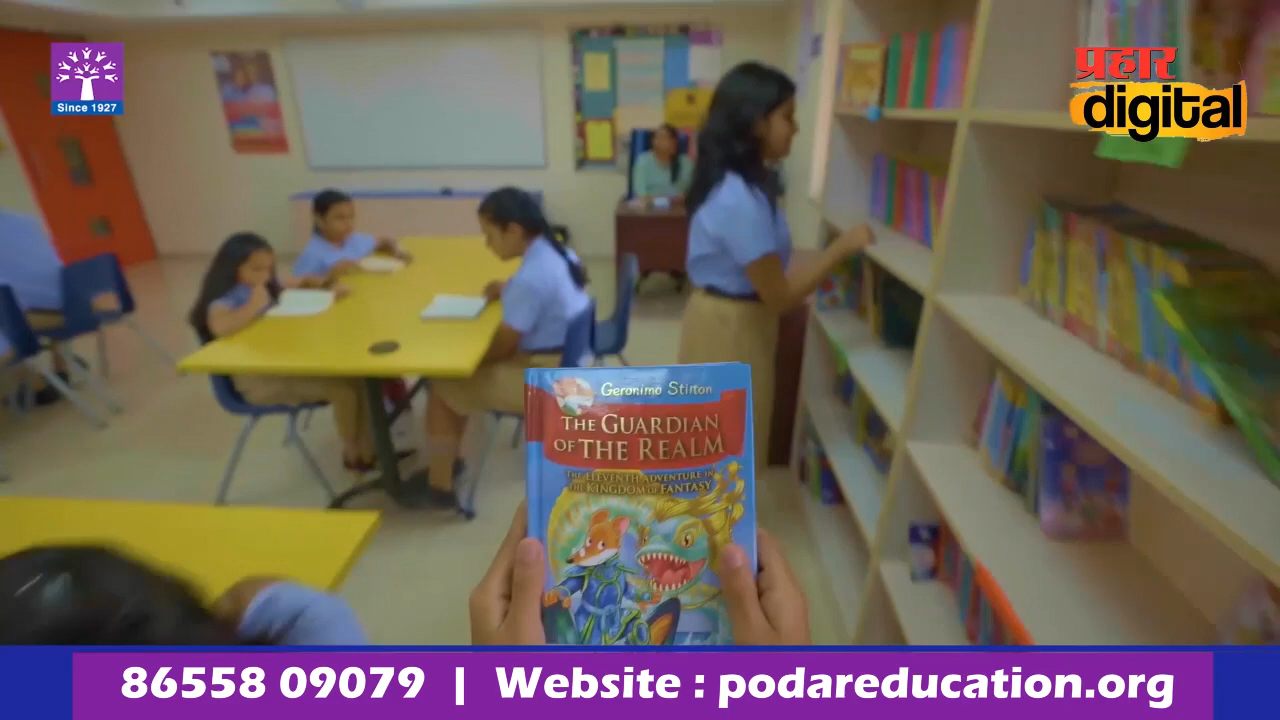 Since 1927
प्रहार
digital
Geronimo Stilton
THE GUARDIAN
OF THE REALM
THE ELEVENTH ADVENTURE IN
THE KINGDOM OF FANTASY
86558 09079 | Website : podareducation.org